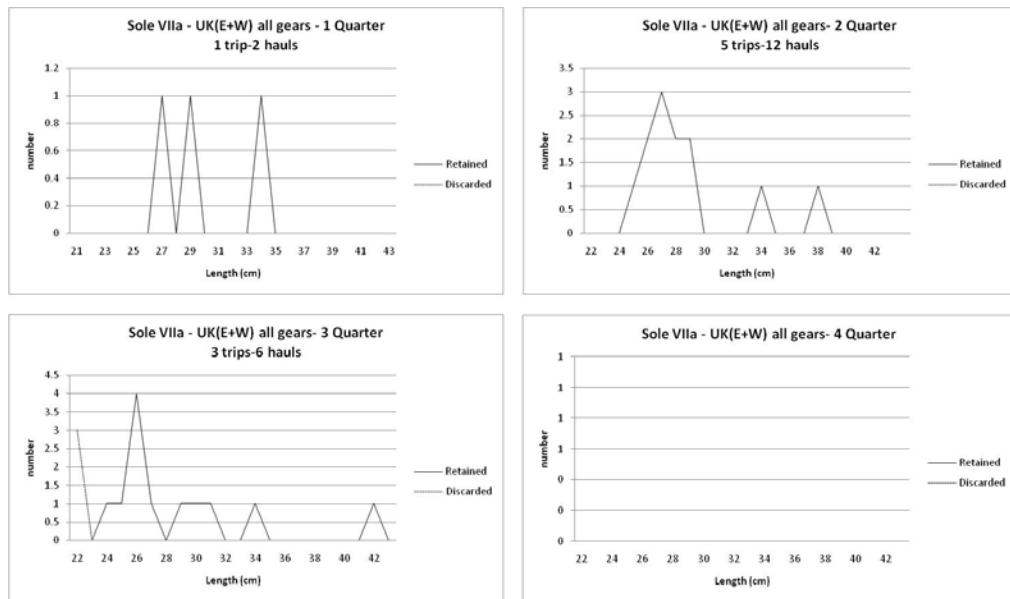 Sole VIIa - UK(E+W) all gears - 1 Quarter
1 trip-2 hauls
1.2
1
0.8
0.6
0.4
0.2
0
number
21 23 25 27 29 31 33 35 37 39 41 43
Length (cm)
Retained
Discarded
Sole VIIa - UK(E+W) all gears- 2 Quarter
5 trips-12 hauls
3.5
3
2.5
2
1.5
1
0.5
0
number
22 24 26 28 30 32 34 36 38 40 42
Length (cm)
Retained
Discarded
Sole VIIa - UK(E+W) all gears- 3 Quarter
3 trips-6 hauls
4.5
4
3.5
3
2.5
2
1.5
1
0.5
0
number
22 24 26 28 30 32 34 36 38 40 42
Length (cm)
Retained
Discarded
Sole VIIa - UK(E+W) all gears- 4 Quarter
1
1
1
1
0
0
0
number
22 24 26 28 30 32 34 36 38 40 42
Length (cm)
Retained
Discarded